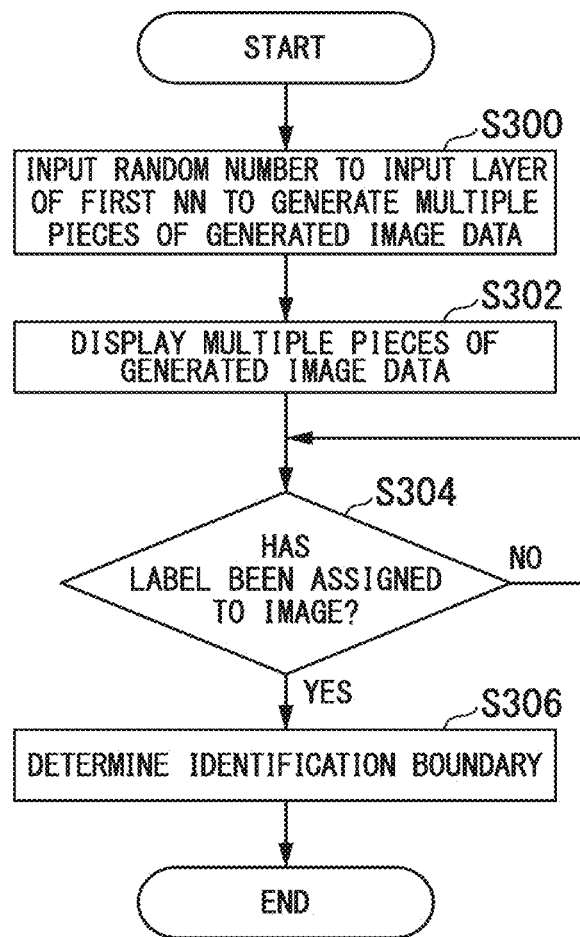 START
S300
INPUT RANDOM NUMBER TO INPUT LAYER
OF FIRST NN TO GENERATE MULTIPLE
PIECES OF GENERATED IMAGE DATA
S302
DISPLAY MULTIPLE PIECES OF
GENERATED IMAGE DATA
S304
HAS
LABEL BEEN ASSIGNED
TO IMAGE?
NO
YES
S306
DETERMINE IDENTIFICATION BOUNDARY
END